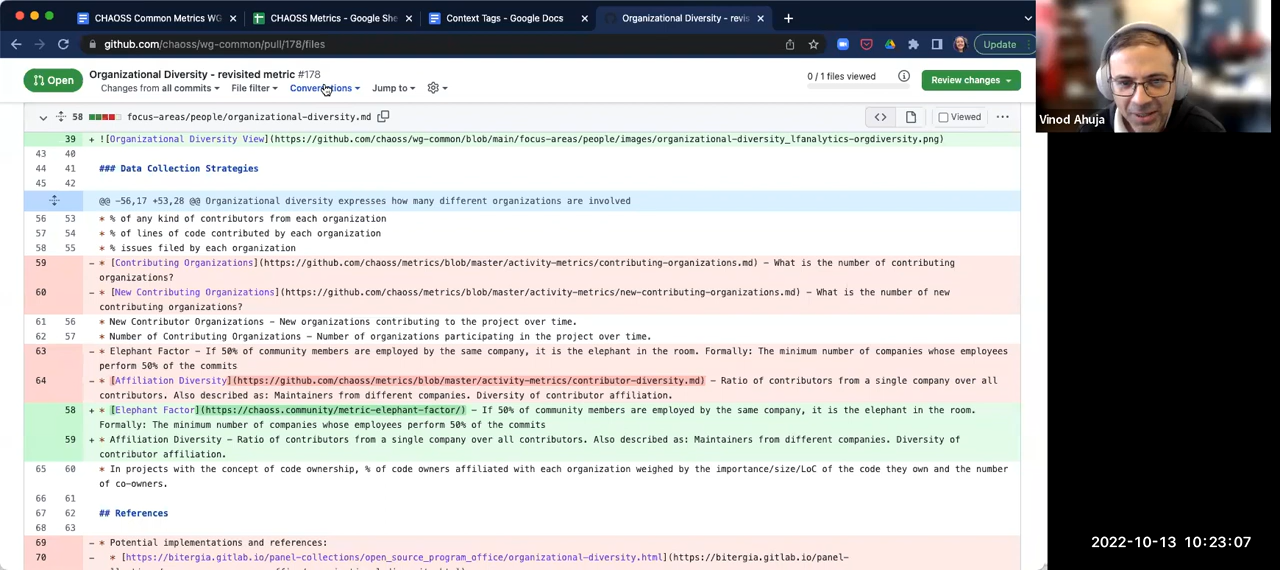 CHAOSS Common Metrics WG
CHAOSS Metrics - Google She
Context Tags - Google Docs
Organizational Diversity - revis
github.com/chaoss/wg-common/pull/178/files
Update
Open
Organizational Diversity - revisited metric #178
Changes from all commits
File filter
Conversations
Jump to
0 / 1 files viewed
Review changes
Vinod Ahuja
58 focus-areas/people/organizational-diversity.md
Viewed
39 + ![Organizational Diversity View](https://github.com/chaoss/wg-common/blob/main/focus-areas/people/images/organizational-diversity_lfanalytics-orgdiversity.png)
43 40
44 41 ### Data Collection Strategies
45 42
@@ -56,17 +53,28 @@ Organizational diversity expresses how many different organizations are involved
56 53 * % of any kind of contributors from each organization
57 54 * % of lines of code contributed by each organization
58 55 * % issues filed by each organization
59 - * [Contributing Organizations](https://github.com/chaoss/metrics/blob/master/activity-metrics/contributing-organizations.md) - What is the number of contributing
organizations?
60 - * [New Contributing Organizations](https://github.com/chaoss/metrics/blob/master/activity-metrics/new-contributing-organizations.md) - What is the number of new
contributing organizations?
61 56 * New Contributor Organizations - New organizations contributing to the project over time.
62 57 * Number of Contributing Organizations - Number of organizations participating in the project over time.
63 - * Elephant Factor - If 50% of community members are employed by the same company, it is the elephant in the room. Formally: The minimum number of companies whose employees
perform 50% of the commits
64 - * [Affiliation Diversity](https://github.com/chaoss/metrics/blob/master/activity-metrics/contributor-diversity.md) - Ratio of contributors from a single company over all
contributors. Also described as: Maintainers from different companies. Diversity of contributor affiliation.
58 + * [Elephant Factor](https://chaoss.community/metric-elephant-factor/) - If 50% of community members are employed by the same company, it is the elephant in the room.
Formally: The minimum number of companies whose employees perform 50% of the commits
59 + * Affiliation Diversity - Ratio of contributors from a single company over all contributors. Also described as: Maintainers from different companies. Diversity of
contributor affiliation.
65 60 * In projects with the concept of code ownership, % of code owners affiliated with each organization weighed by the importance/size/LoC of the code they own and the number
of co-owners.
66 61
67 62 ## References
68 63
69 - * Potential implementations and references:
70 - * [https://bitergia.gitlab.io/panel-collections/open_source_program_office/organizational-diversity.html](https://bitergia.gitlab.io/panel-
2022-10-13 10:23:07